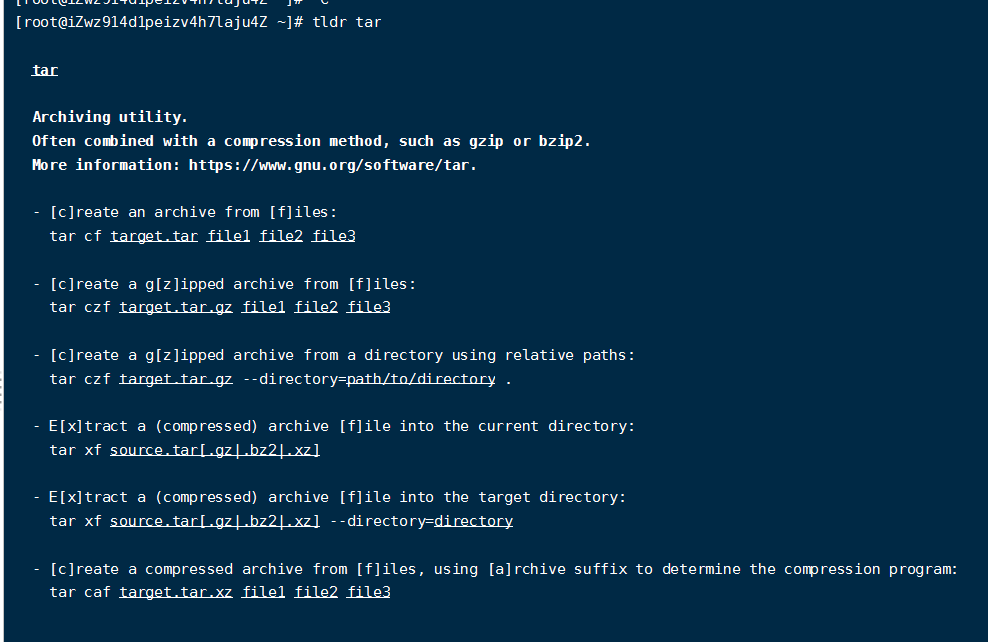 [root@iZwz914d1peizv4h7laju4Z ~]# ^C
[root@iZwz914d1peizv4h7laju4Z ~]# tldr tar
tar
Archiving utility.
Often combined with a compression method, such as gzip or bzip2.
More information: https://www.gnu.org/software/tar.
- [c]reate an archive from [f]iles:
tar cf target.tar file1 file2 file3
- [c]reate a g[z]ipped archive from [f]iles:
tar czf target.tar.gz file1 file2 file3
- [c]reate a g[z]ipped archive from a directory using relative paths:
tar czf target.tar.gz --directory=path/to/directory .
- E[x]tract a (compressed) archive [f]ile into the current directory:
tar xf source.tar[.gz|.bz2|.xz]
- E[x]tract a (compressed) archive [f]ile into the target directory:
tar xf source.tar[.gz|.bz2|.xz] --directory=directory
- [c]reate a compressed archive from [f]iles, using [a]rchive suffix to determine the compression program:
tar caf target.tar.xz file1 file2 file3